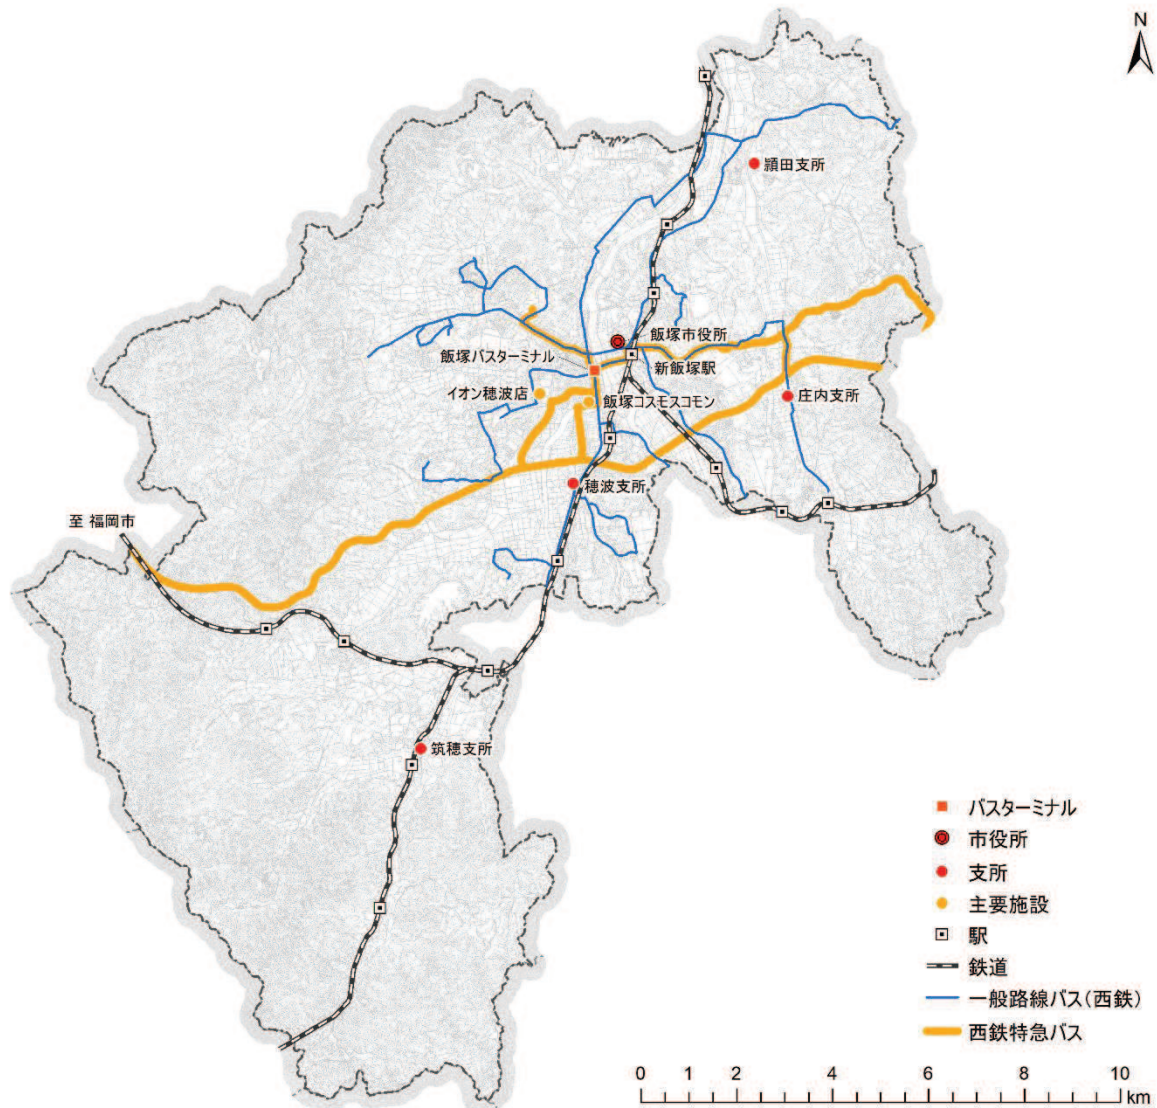 N
頴田支所
飯塚市役所
飯塚バスターミナル
新飯塚駅
イオン穂波店
飯塚コスモスコモン
庄内支所
穂波支所
至 福岡市
筑穂支所
バスターミナル
市役所
支所
主要施設
駅
鉄道
一般路線バス(西鉄)
西鉄特急バス
0 1 2 4 6 8 10
km